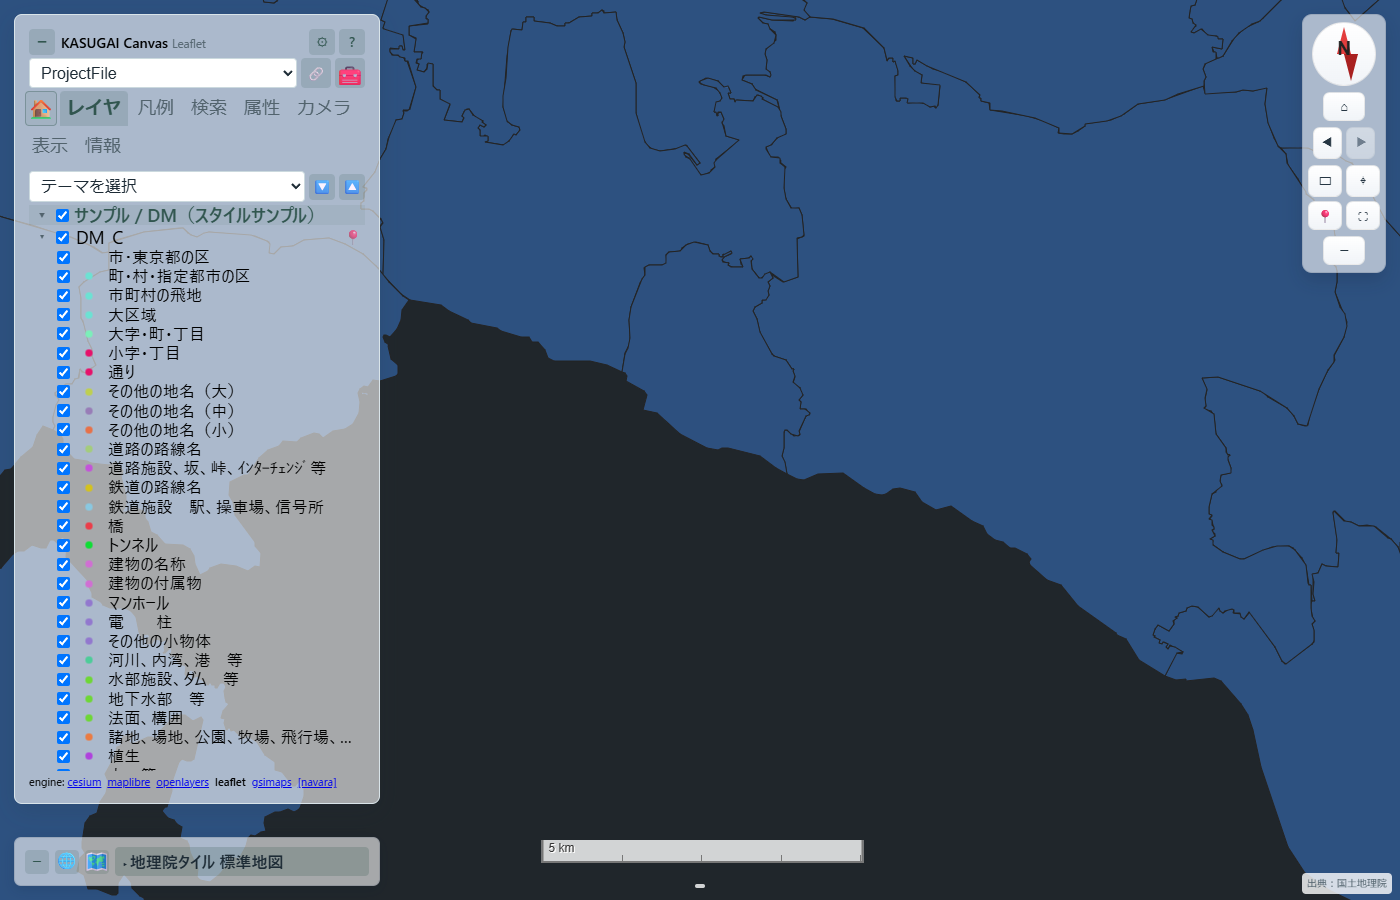 KASUGAI Canvas Leaflet
?
ProjectFile
レイヤ 凡例 検索 属性 カメラ
表示 情報
テーマを選択
サンプル / DM（スタイルサンプル）
DM C
市・東京都の区
町・村・指定都市の区
市町村の飛地
大区域
大字・町・丁目
小字・丁目
通り
その他の地名（大）
その他の地名（中）
その他の地名（小）
道路の路線名
道路施設、坂、峠、ｲﾝﾀｰﾁｪﾝｼﾞ等
鉄道の路線名
鉄道施設　駅、操車場、信号所
橋
トンネル
建物の名称
建物の付属物
マンホール
電　　柱
その他の小物体
河川、内湾、港　等
水部施設、ダム　等
地下水部　等
法面、構囲
諸地、場地、公園、牧場、飛行場、...
植生
engine: cesium maplibre openlayers leaflet gsimaps [navara]
地理院タイル 標準地図
5 km
N
出典：国土地理院